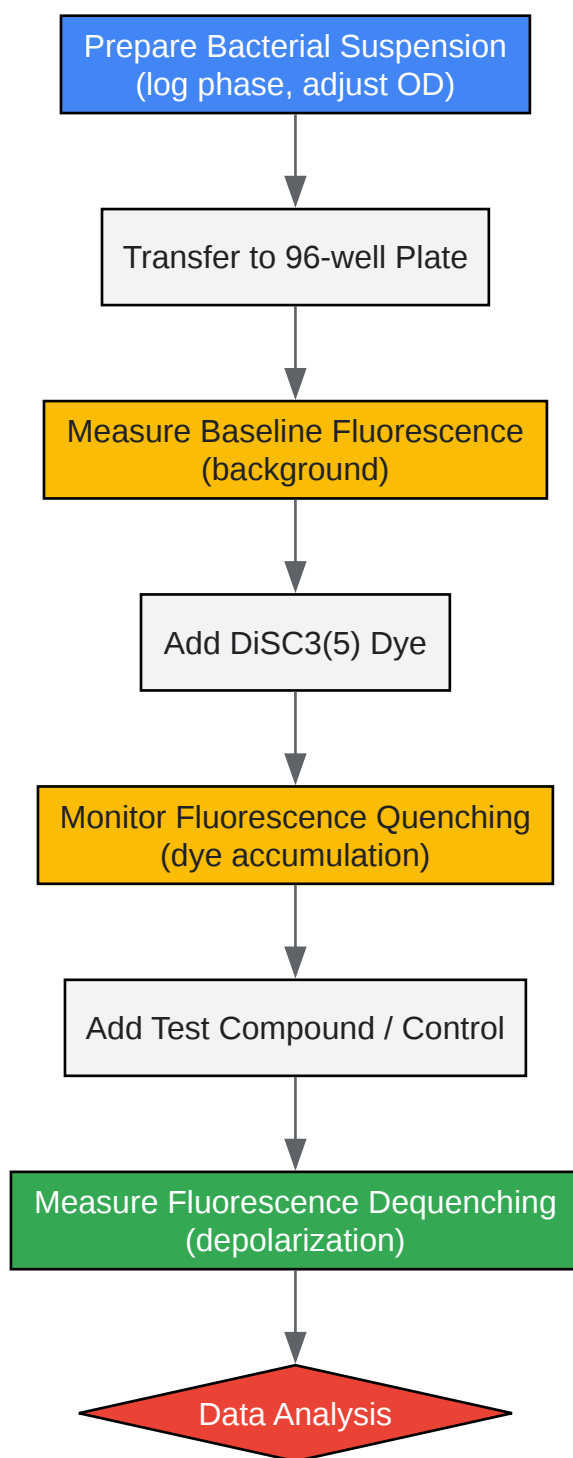 Prepare Bacterial Suspension
(log phase, adjust OD)
Transfer to 96-well Plate
Measure Baseline Fluorescence
(background)
Add DiSC3(5) Dye
Monitor Fluorescence Quenching
(dye accumulation)
Add Test Compound / Control
Measure Fluorescence Dequenching
(depolarization)
Data Analysis